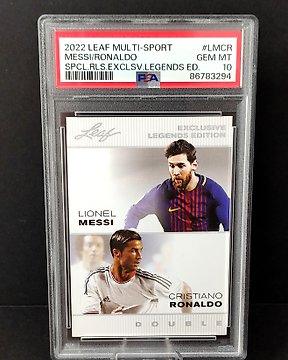 2022 LEAF MULTI-SPORT #LMCR
MESSI/RONALDO GEM MT
SPCL.RLS.EXCLSV.LEGENDS ED. 10
PSA 86783294
Leaf
EXCLUSIVE
LEGENDS EDITION
LIONEL
MESSI
CRISTIANO
RONALDO
DOUBLE